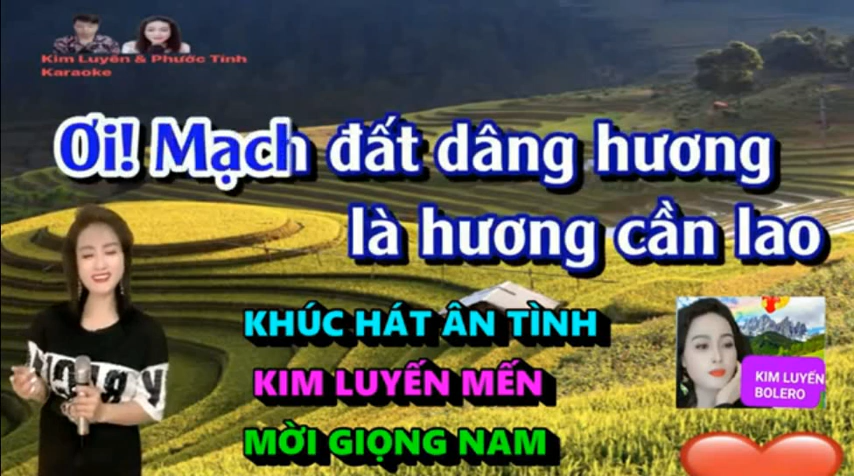 Kim Luyến & Phước Tính
Karaoke
Ơi! Mạch đất dâng hương
là hương cần lao
KHÚC HÁT ÂN TÌNH
KIM LUYẾN MẾN
MỜI GIỌNG NAM
KIM LUYẾN
BOLERO